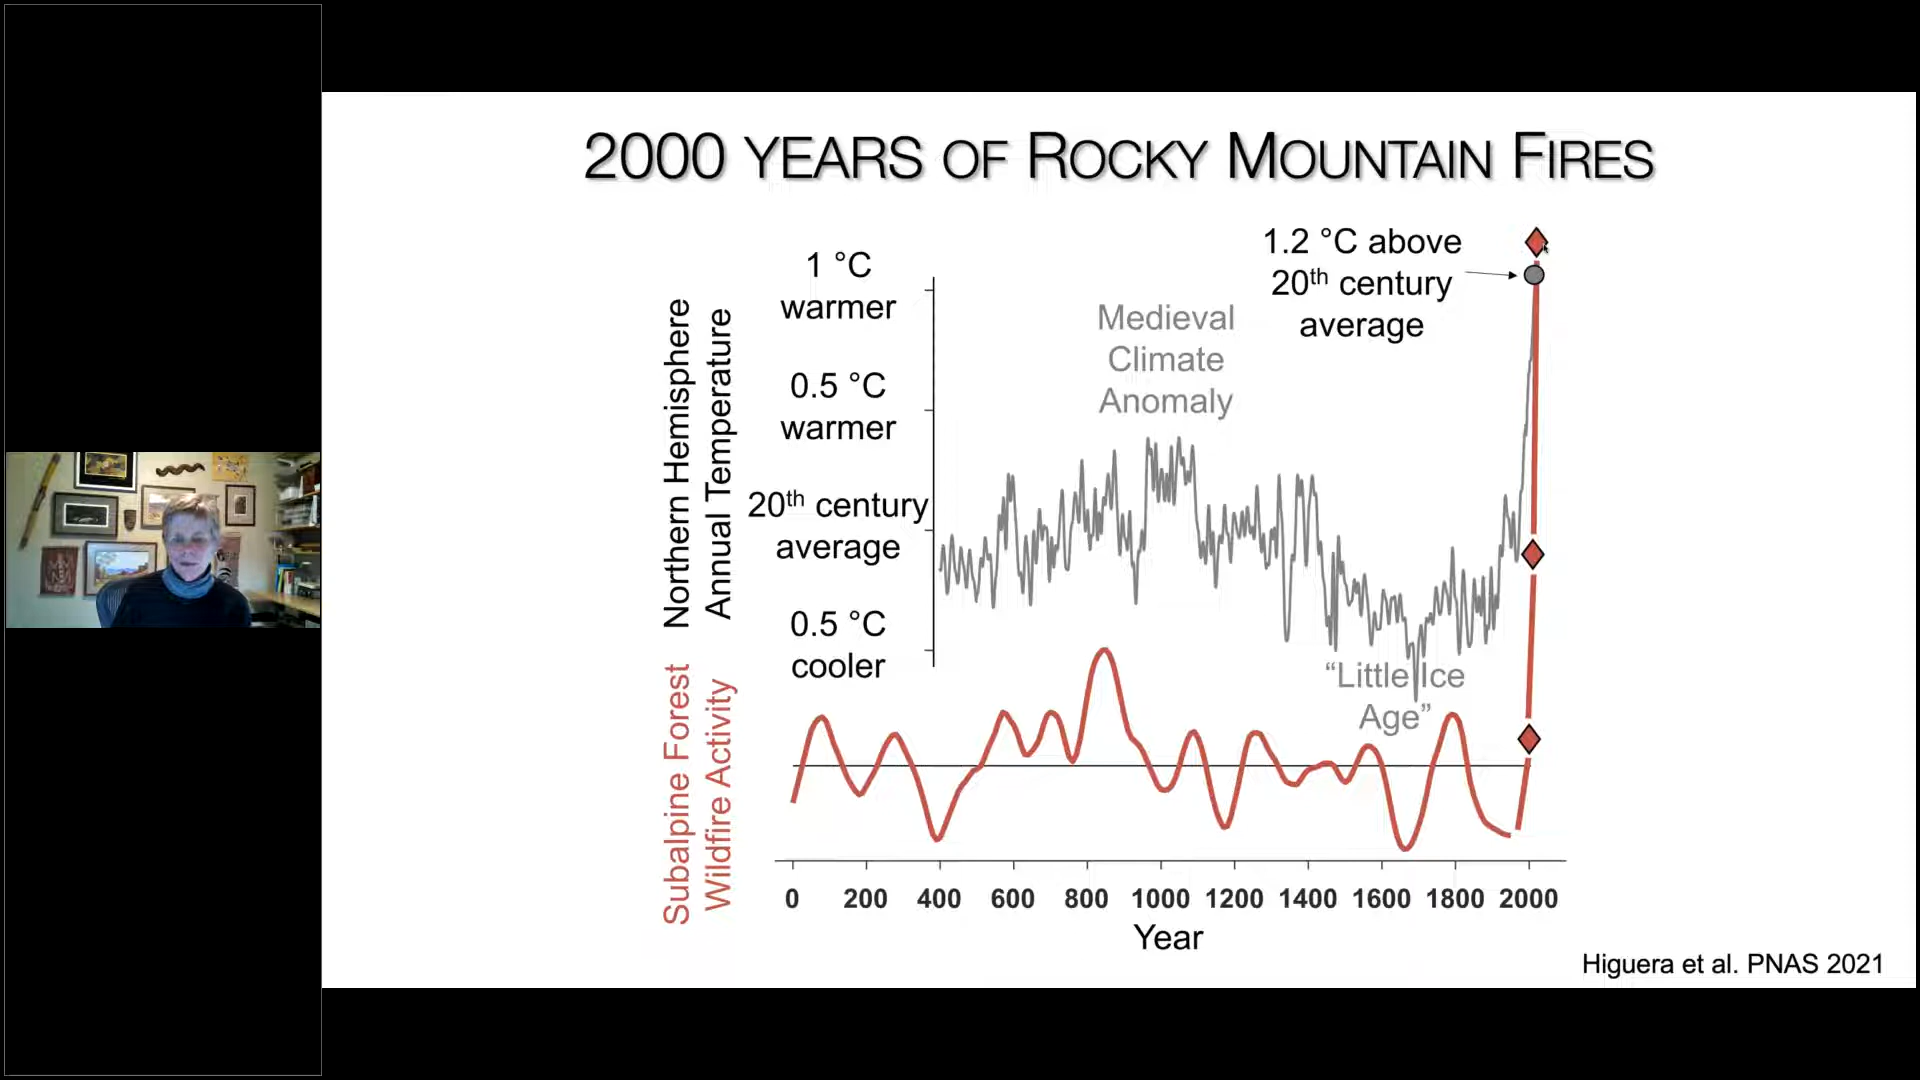 2000 YEARS OF ROCKY MOUNTAIN FIRES
Northern Hemisphere
Annual Temperature
1 °C
warmer
0.5 °C
warmer
20th century
average
0.5 °C
cooler
Medieval
Climate
Anomaly
1.2 °C above
20th century
average
"Little Ice
Age"
Subalpine Forest
Wildfire Activity
0 200 400 600 800 1000 1200 1400 1600 1800 2000
Year
Higuera et al. PNAS 2021